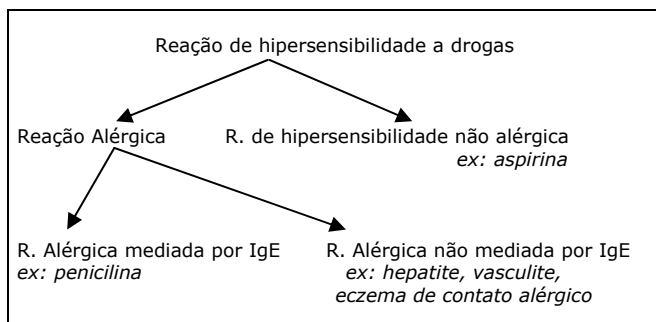 Reação de hipersensibilidade a drogas
Reação Alérgica
R. de hipersensibilidade não alérgica
ex: aspirina
R. Alérgica mediada por IgE
ex: penicilina
R. Alérgica não mediada por IgE
ex: hepatite, vasculite,
eczema de contato alérgico